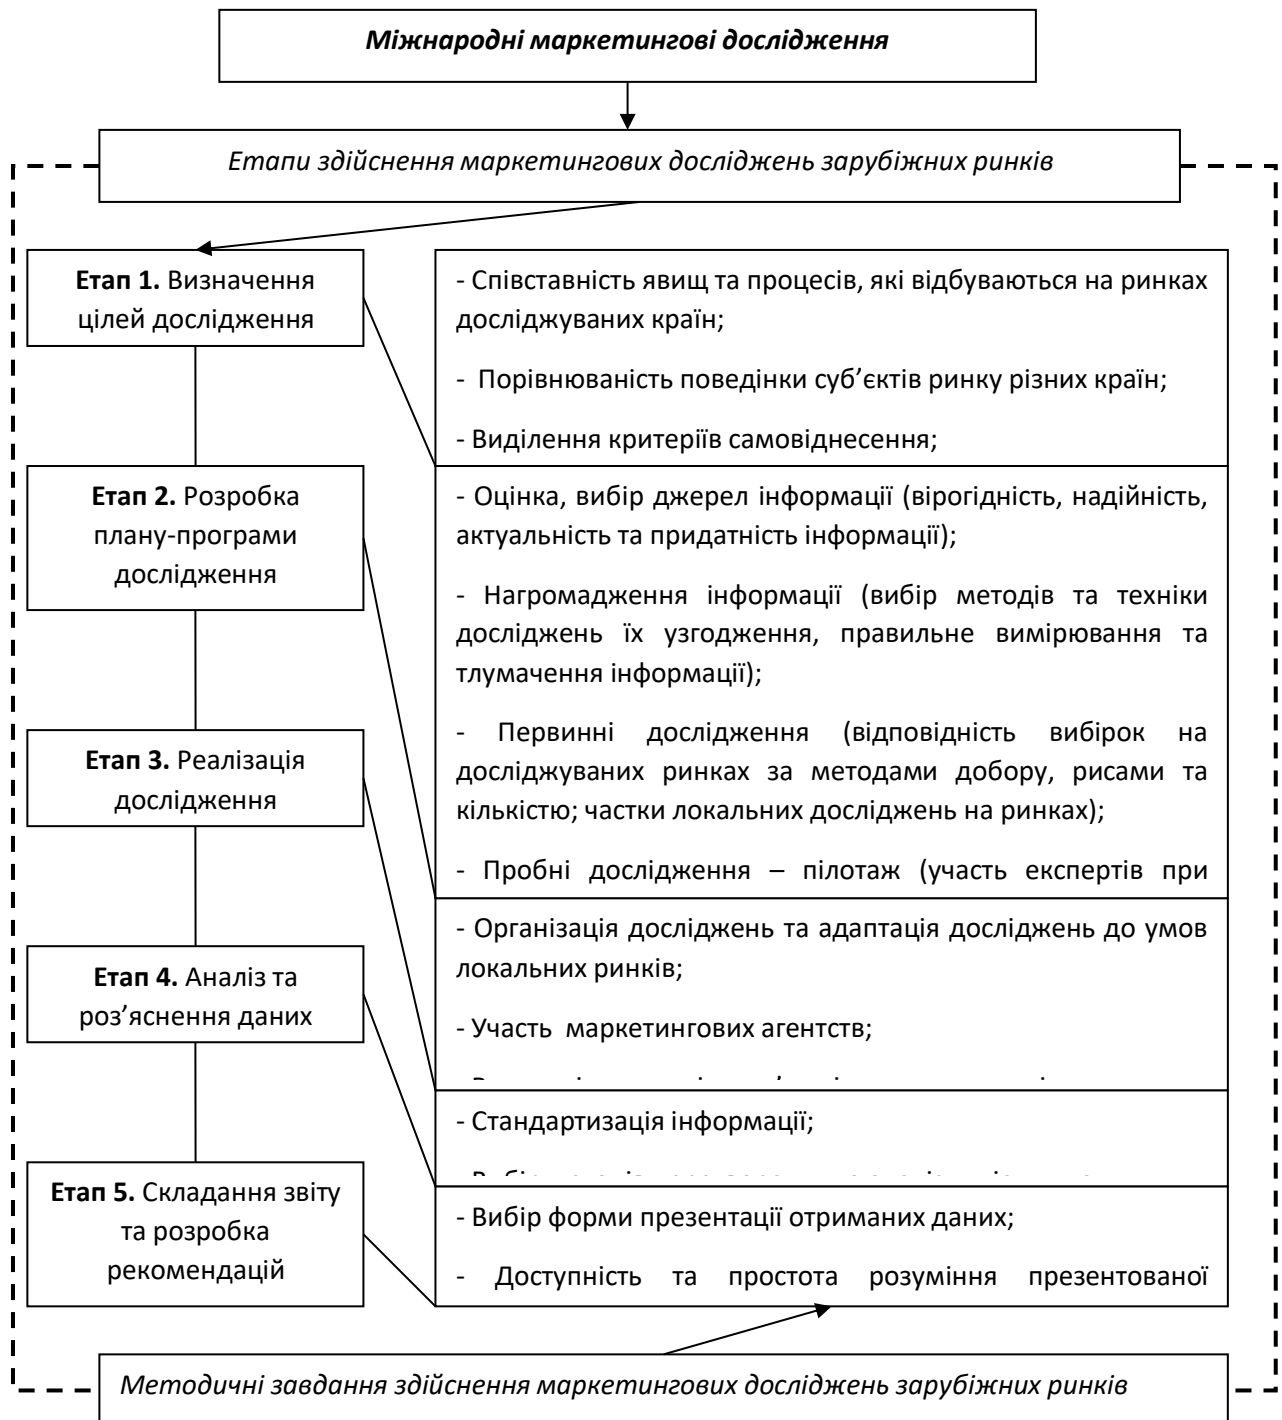 Міжнародні маркетингові дослідження
Етапи здійснення маркетингових досліджень зарубіжних ринків
Етап 1. Визначення
цілей дослідження
- Співставність явищ та процесів, які відбуваються на ринках
досліджуваних країн;
- Порівнюваність поведінки суб’єктів ринку різних країн;
- Виділення критеріїв самовіднесення;
Етап 2. Розробка
плану-програми
дослідження
- Оцінка, вибір джерел інформації (вірогідність, надійність,
актуальність та придатність інформації);
- Нагромадження інформації (вибір методів та техніки
досліджень їх узгодження, правильне вимірювання та
тлумачення інформації);
- Первинні дослідження (відповідність вибірок на
досліджуваних ринках за методами добору, рисами та
кількістю; частки локальних досліджень на ринках);
- Пробні дослідження – пілотаж (участь експертів при
Етап 3. Реалізація
дослідження
- Організація досліджень та адаптація досліджень до умов
локальних ринків;
- Участь маркетингових агентств;
Етап 4. Аналіз та
роз’яснення даних
- Стандартизація інформації;
Етап 5. Складання звіту
та розробка
рекомендацій
- Вибір форми презентації отриманих даних;
- Доступність та простота розуміння презентованої
Методичні завдання здійснення маркетингових досліджень зарубіжних ринків